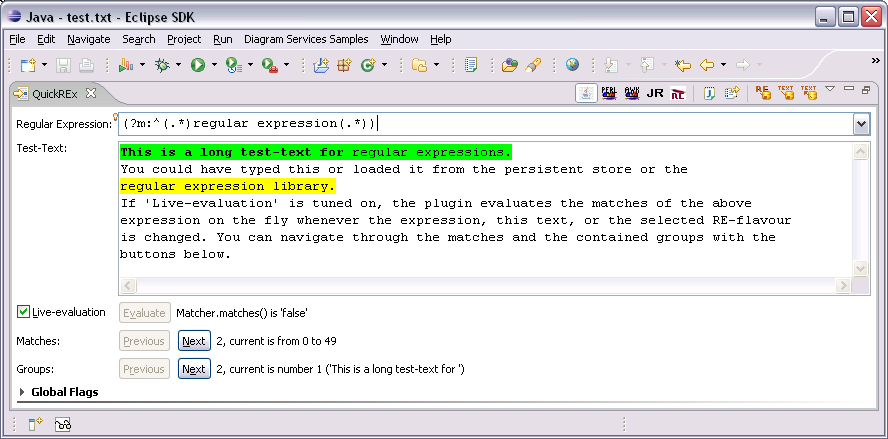 Java - test.txt - Eclipse SDK
File Edit Navigate Search Project Run Diagram Services Samples Window Help
QuickREx PERL AWK JR RE RE TEXT TEXT
Regular Expression: (?m:^(.*)regular expression(.*))
Test-Text: This is a long test-text for regular expressions.
You could have typed this or loaded it from the persistent store or the
regular expression library.
If 'Live-evaluation' is tuned on, the plugin evaluates the matches of the above
expression on the fly whenever the expression, this text, or the selected RE-flavour
is changed. You can navigate through the matches and the contained groups with the
buttons below.
Live-evaluation Evaluate Matcher.matches() is 'false'
Matches: Previous Next 2, current is from 0 to 49
Groups: Previous Next 2, current is number 1 ('This is a long test-text for ')
Global Flags